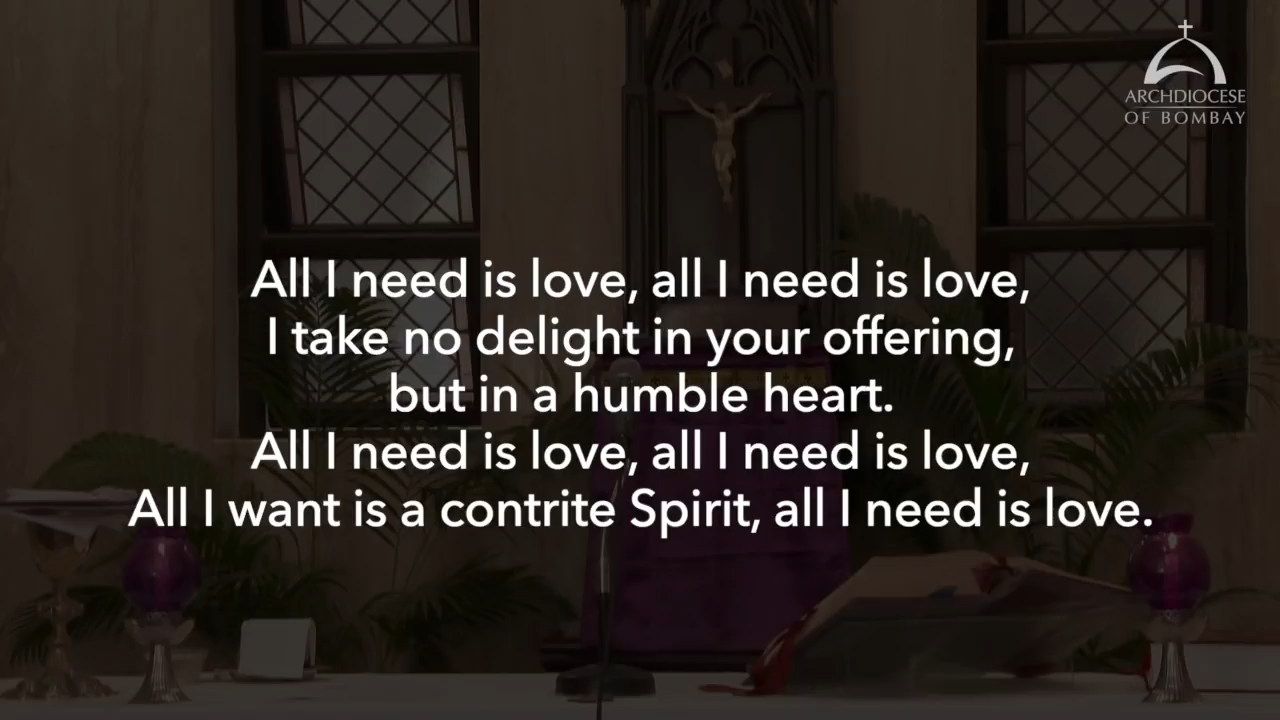 ARCHDIOCESE
OF BOMBAY
All I need is love, all I need is love,
I take no delight in your offering,
but in a humble heart.
All I need is love, all I need is love,
All I want is a contrite Spirit, all I need is love.